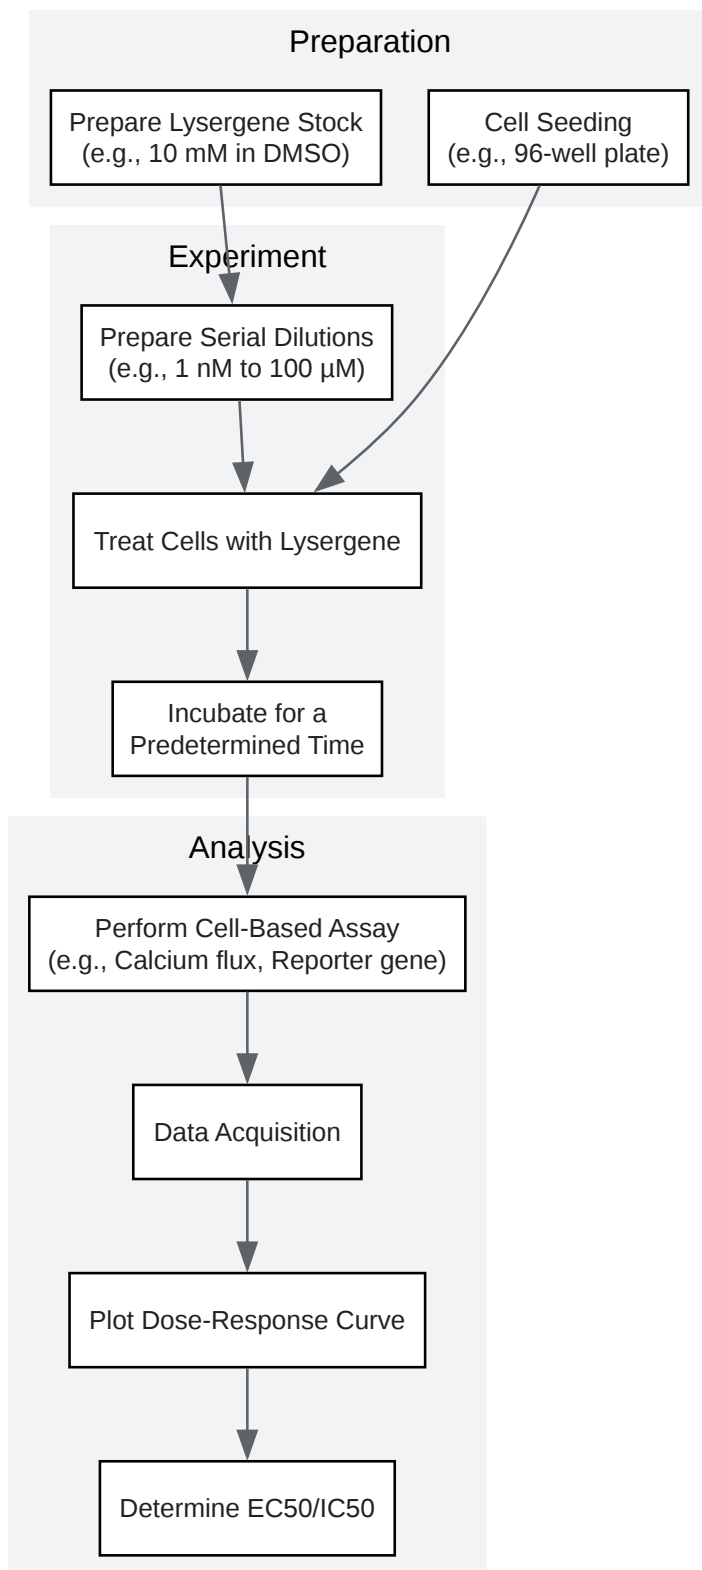 Preparation
Prepare Lysergene Stock
(e.g., 10 mM in DMSO)
Cell Seeding
(e.g., 96-well plate)
Experiment
Prepare Serial Dilutions
(e.g., 1 nM to 100 µM)
Treat Cells with Lysergene
Incubate for a
Predetermined Time
Analysis
Perform Cell-Based Assay
(e.g., Calcium flux, Reporter gene)
Data Acquisition
Plot Dose-Response Curve
Determine EC50/IC50